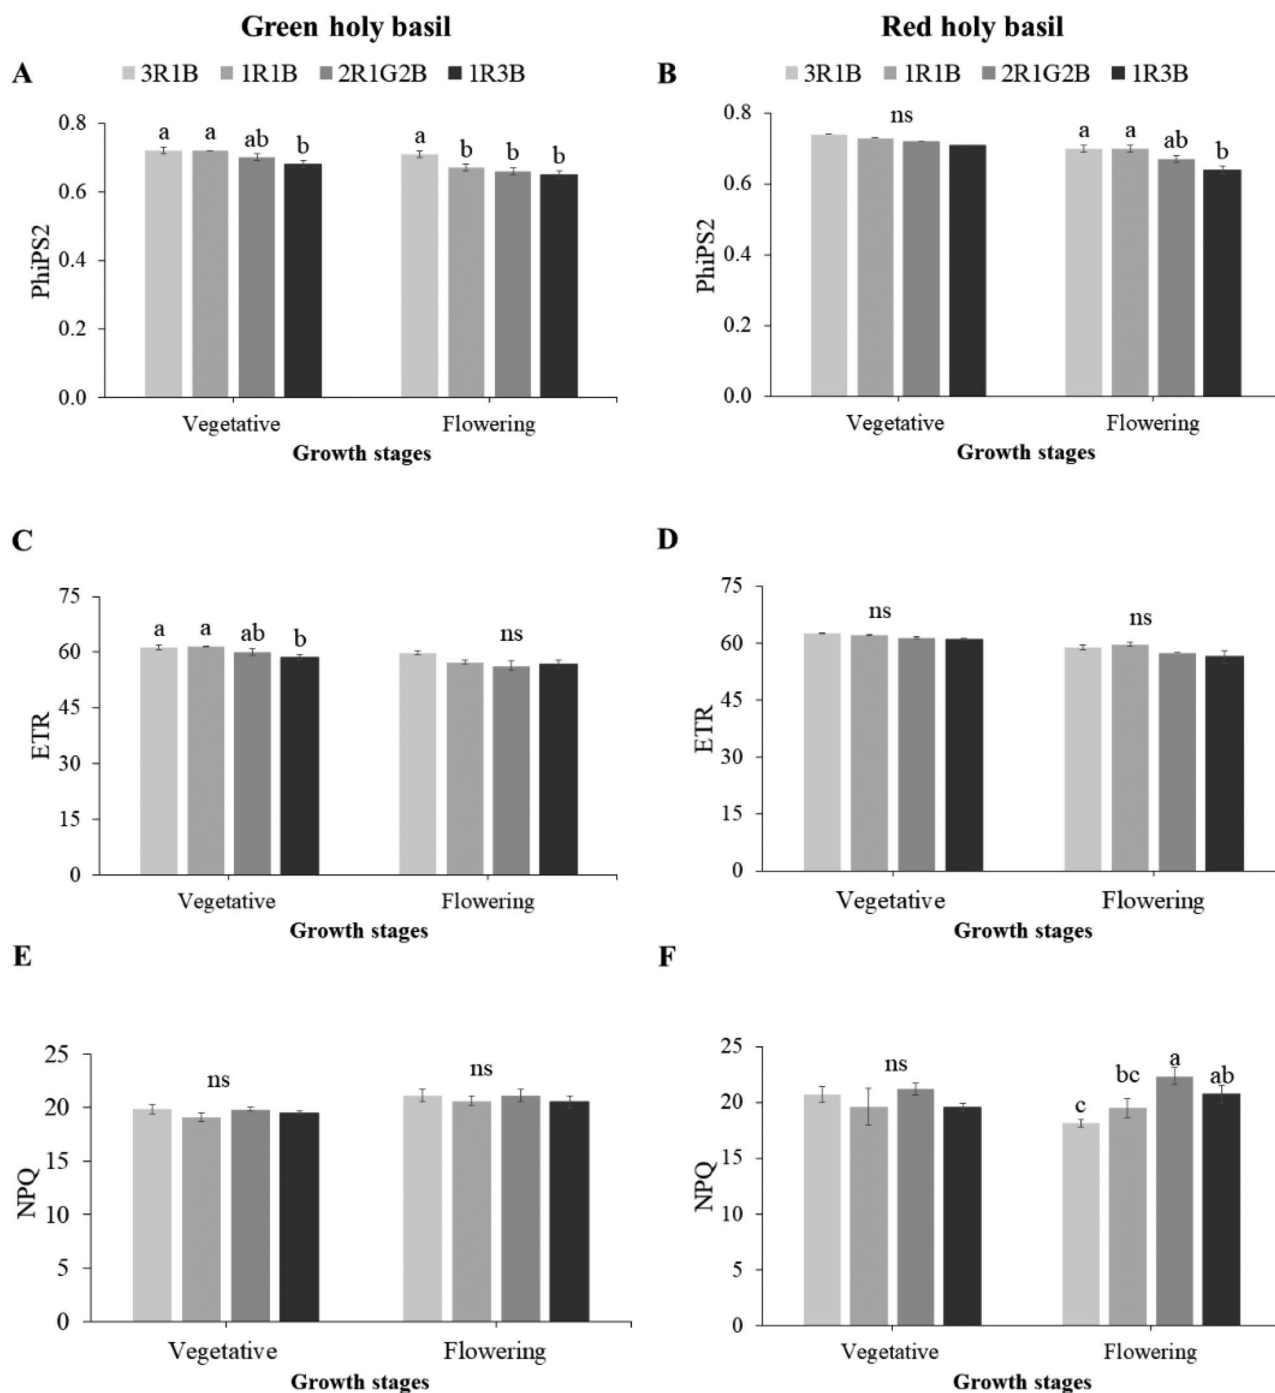 Green holy basil
Red holy basil
A
3R1B 1R1B 2R1G2B 1R3B
B
3R1B 1R1B 2R1G2B 1R3B
PhiPS2
0.8
0.6
0.4
0.2
0.0
a a ab b
a b b b
Vegetative Flowering
Growth stages
PhiPS2
0.8
0.6
0.4
0.2
0.0
ns
a a ab b
Vegetative Flowering
Growth stages
C
ETR
75
60
45
30
15
0
a a ab b
ns
Vegetative Flowering
Growth stages
D
ETR
75
60
45
30
15
0
ns
ns
Vegetative Flowering
Growth stages
E
NPQ
25
20
15
10
5
0
ns
ns
Vegetative Flowering
Growth stages
F
NPQ
25
20
15
10
5
0
ns
c bc a ab
Vegetative Flowering
Growth stages